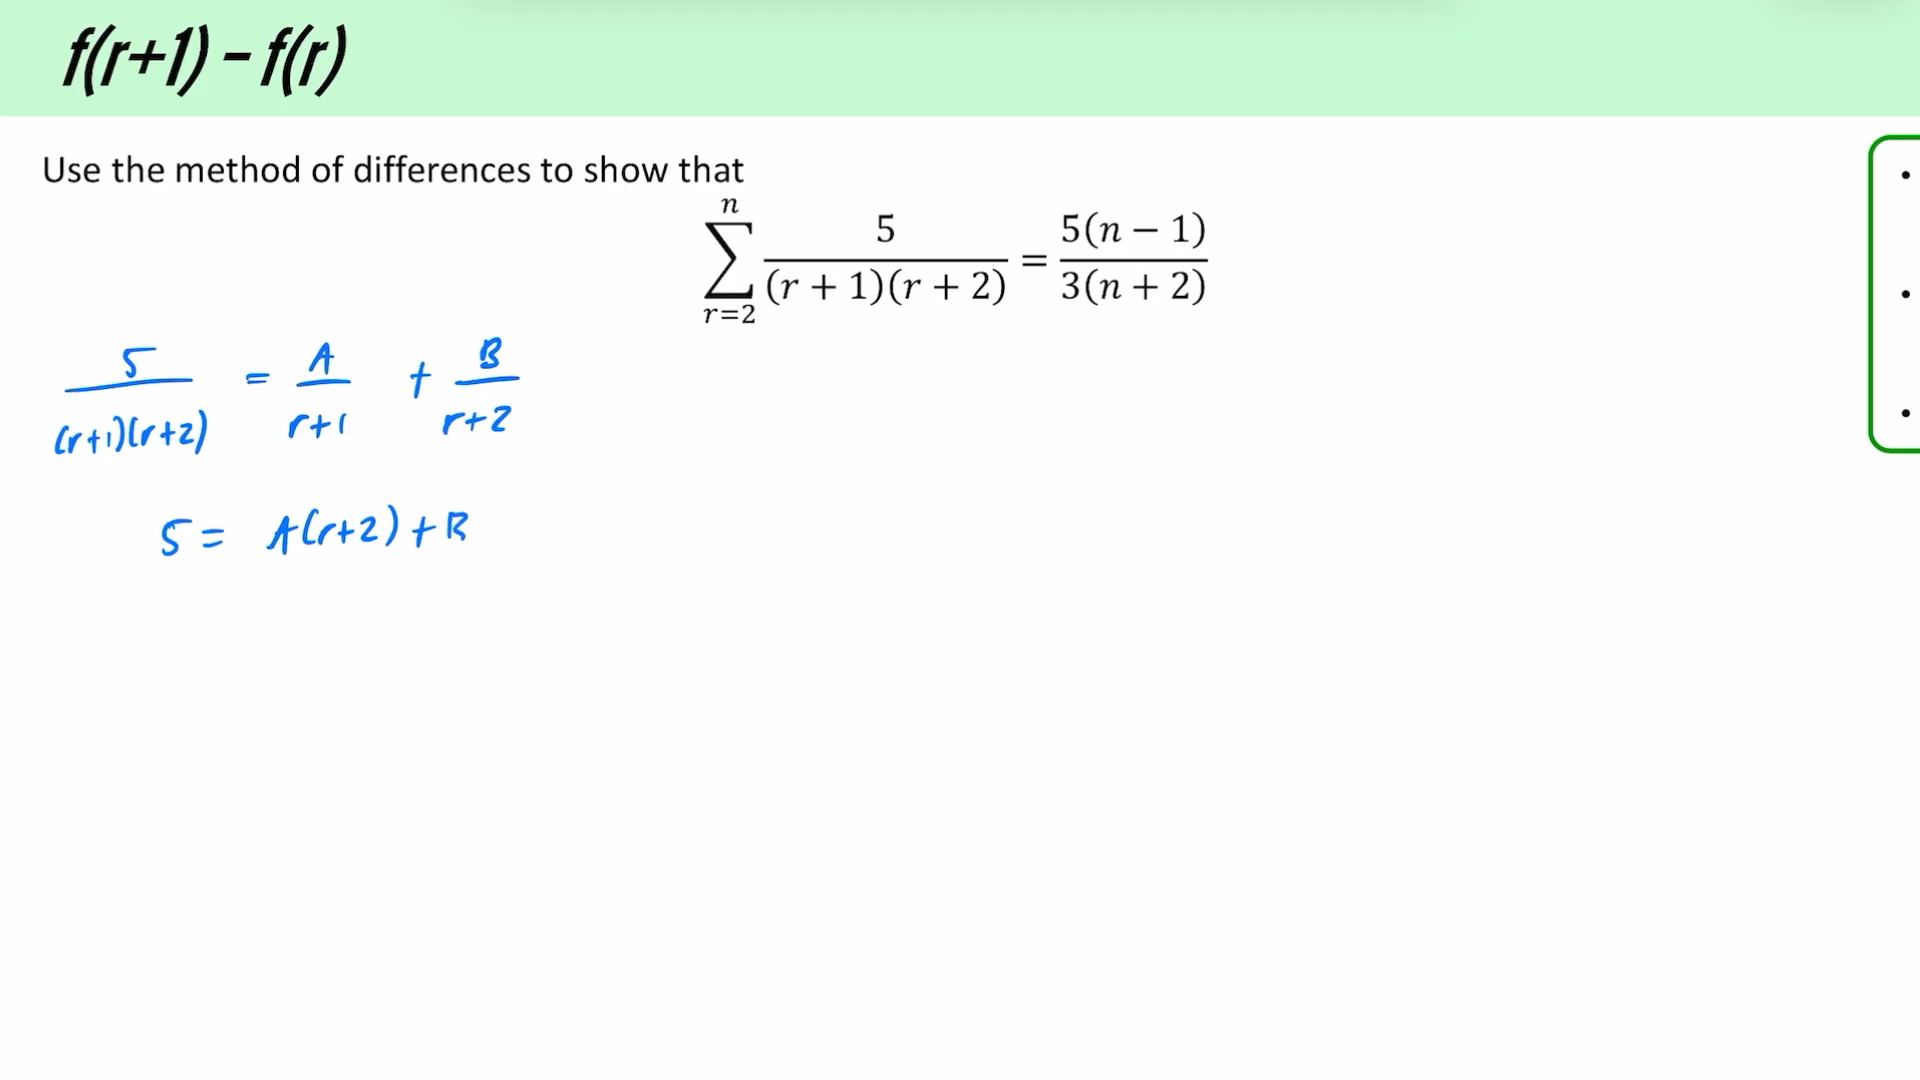 f(r+1) – f(r)
Use the method of differences to show that
n
∑ 5 / (r + 1)(r + 2) = 5(n − 1) / 3(n + 2)
r=2
5 / (r+1)(r+2) = A / r+1 + B / r+2
5 = A(r+2) + B